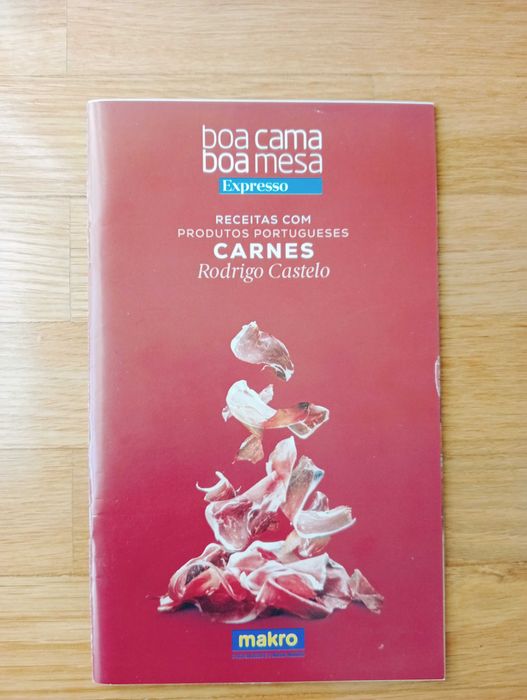 boa cama
boa mesa
Expresso
RECEITAS COM
PRODUTOS PORTUGUESES
CARNES
Rodrigo Castelo
makro